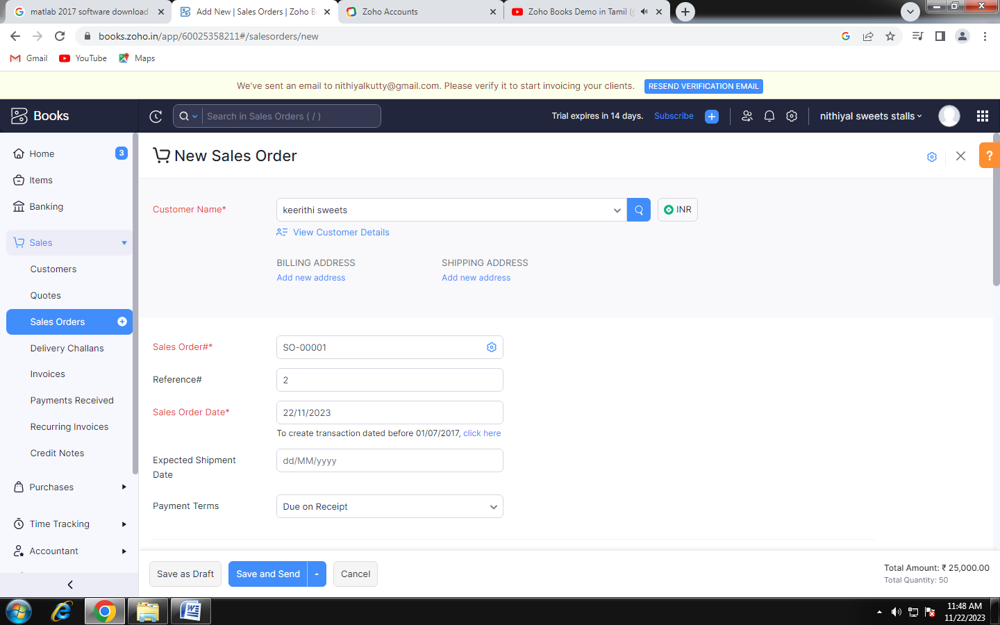 matlab 2017 software download
Add New | Sales Orders | Zoho B
Zoho Accounts
Zoho Books Demo in Tamil
books.zoho.in/app/60025358211#/salesorders/new
Gmail
YouTube
Maps
We've sent an email to nithiyalkutty@gmail.com. Please verify it to start invoicing your clients.
RESEND VERIFICATION EMAIL
Books
Search in Sales Orders ( / )
Trial expires in 14 days.
Subscribe
nithiyal sweets stalls
Home
3
Items
Banking
Sales
Customers
Quotes
Sales Orders
Delivery Challans
Invoices
Payments Received
Recurring Invoices
Credit Notes
Purchases
Time Tracking
Accountant
New Sales Order
?
Customer Name*
keerithi sweets
INR
View Customer Details
BILLING ADDRESS
SHIPPING ADDRESS
Add new address
Add new address
Sales Order#*
SO-00001
Reference#
2
Sales Order Date*
22/11/2023
To create transaction dated before 01/07/2017, click here
Expected Shipment
Date
dd/MM/yyyy
Payment Terms
Due on Receipt
Save as Draft
Save and Send
Cancel
Total Amount: ₹ 25,000.00
Total Quantity: 50
11:48 AM
11/22/2023